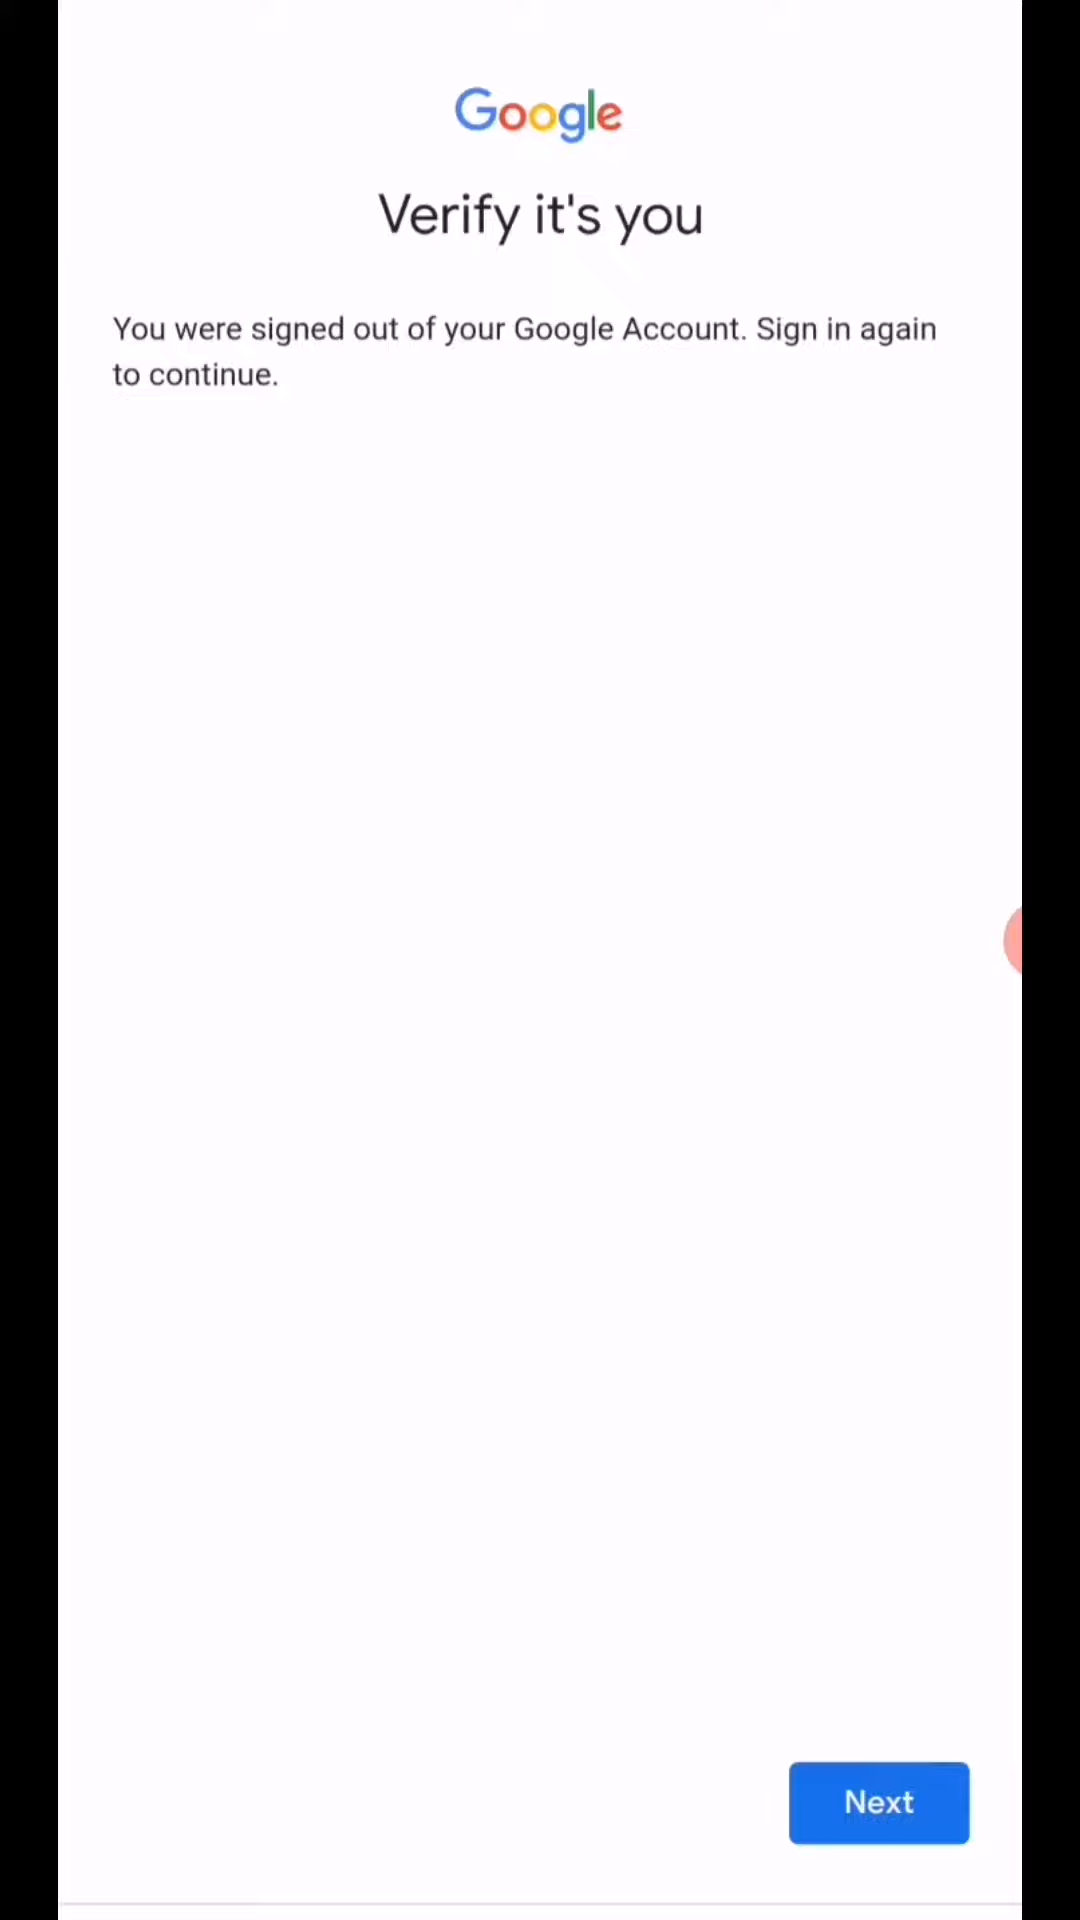 Google
Verify it's you
You were signed out of your Google Account. Sign in again
to continue.
Next